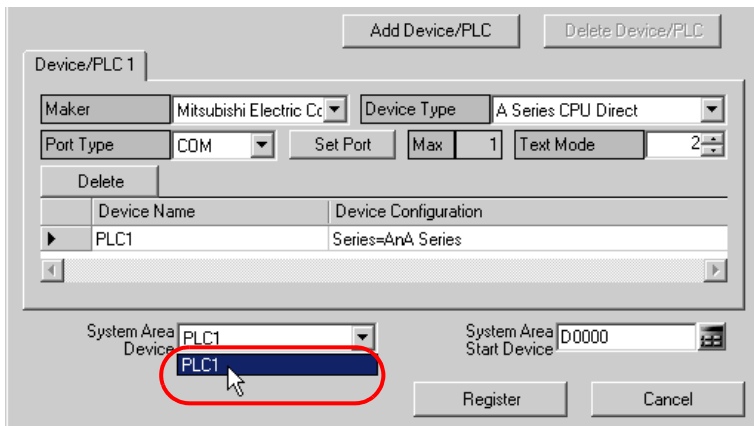 Add Device/PLC Delete Device/PLC
Device/PLC 1
Maker Mitsubishi Electric Cc Device Type A Series CPU Direct
Port Type COM Set Port Max 1 Text Mode 2
Delete
Device Name Device Configuration
PLC1 Series=AnA Series
System Area Device PLC1 System Area Start Device D0000
PLC1
Register Cancel